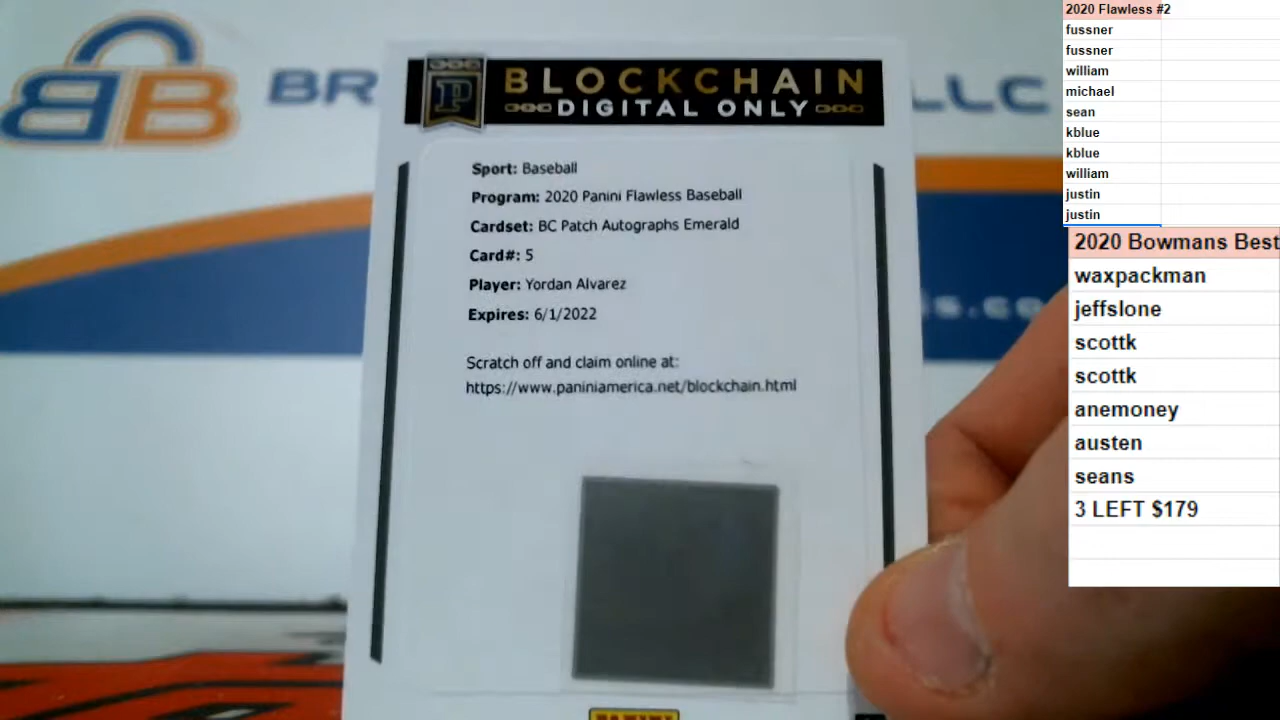 BB BR
LLC
P
BLOCKCHAIN
DIGITAL ONLY
Sport: Baseball
Program: 2020 Panini Flawless Baseball
Cardset: BC Patch Autographs Emerald
Card#: 5
Player: Yordan Alvarez
Expires: 6/1/2022
Scratch off and claim online at:
https://www.paniniamerica.net/blockchain.html
PANINI
2020 Flawless #2
fussner
fussner
william
michael
sean
kblue
kblue
william
justin
justin
2020 Bowmans Best
waxpackman
jeffslone
scottk
scottk
anemoney
austen
seans
3 LEFT $179